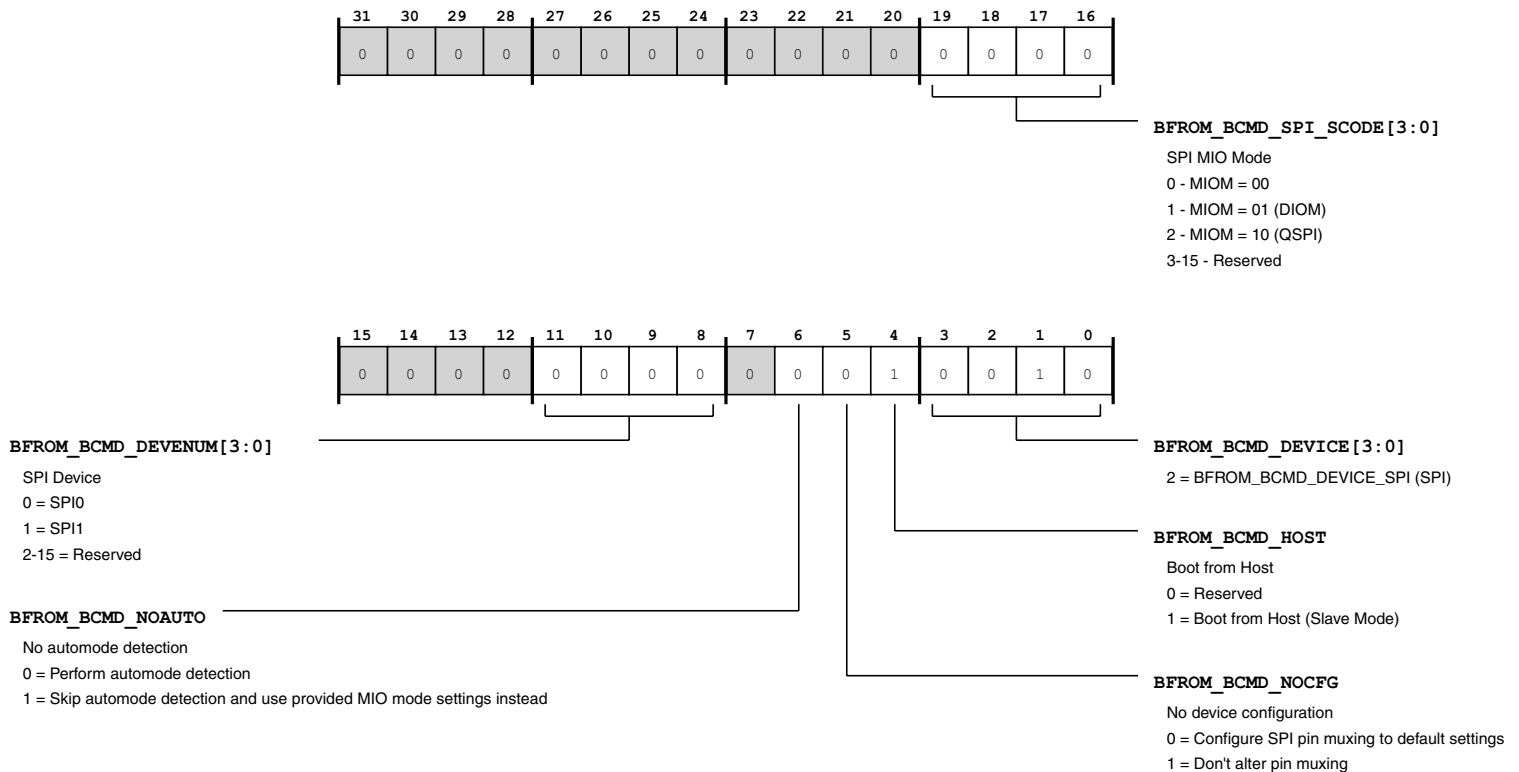 31 30 29 28 27 26 25 24 23 22 21 20 19 18 17 16
0 0 0 0 0 0 0 0 0 0 0 0 0 0 0 0
BFROM_BCMD_SPI_SCODE[3:0]
SPI MIO Mode
0 - MIOM = 00
1 - MIOM = 01 (DIOM)
2 - MIOM = 10 (QSPI)
3-15 - Reserved
15 14 13 12 11 10 9 8 7 6 5 4 3 2 1 0
0 0 0 0 0 0 0 0 0 0 0 1 0 0 1 0
BFROM_BCMD_DEVENUM[3:0]
SPI Device
0 = SPI0
1 = SPI1
2-15 = Reserved
BFROM_BCMD_NOAUTO
No automode detection
0 = Perform automode detection
1 = Skip automode detection and use provided MIO mode settings instead
BFROM_BCMD_DEVICE[3:0]
2 = BFROM_BCMD_DEVICE_SPI (SPI)
BFROM_BCMD_HOST
Boot from Host
0 = Reserved
1 = Boot from Host (Slave Mode)
BFROM_BCMD_NOCFG
No device configuration
0 = Configure SPI pin muxing to default settings
1 = Don't alter pin muxing